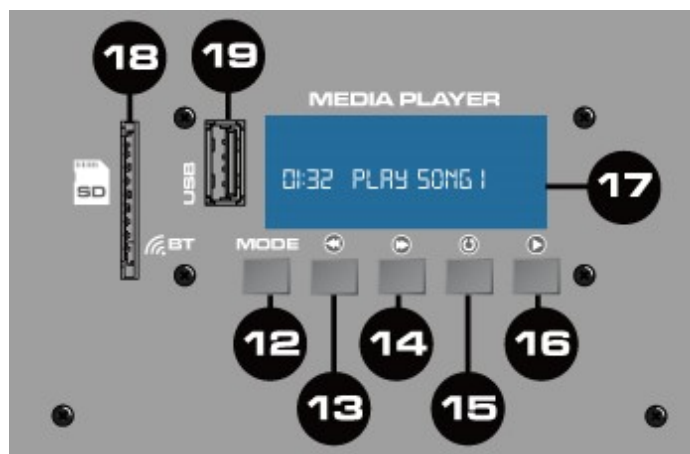 18
19
MEDIA PLAYER
SD
USB
01:32 PLAY SONG 1
17
BT
MODE
12
14
16
13
15